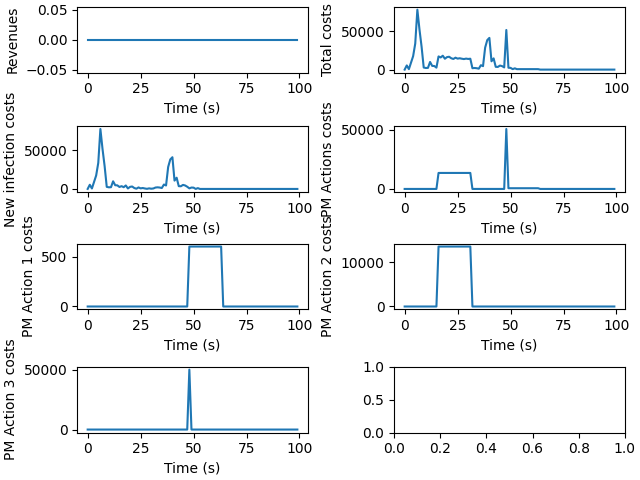 Revenues
0.05
0.00
−0.05
0 25 50 75 100
Time (s)
Total costs
50000
0
0 25 50 75 100
Time (s)
New infection costs
50000
0
0 25 50 75 100
Time (s)
PM Actions costs
50000
0
0 25 50 75 100
Time (s)
PM Action 1 costs
500
0
0 25 50 75 100
Time (s)
PM Action 2 costs
10000
0
0 25 50 75 100
Time (s)
PM Action 3 costs
50000
0
0 25 50 75 100
Time (s)
1.0
0.5
0.0
0.0 0.2 0.4 0.6 0.8 1.0